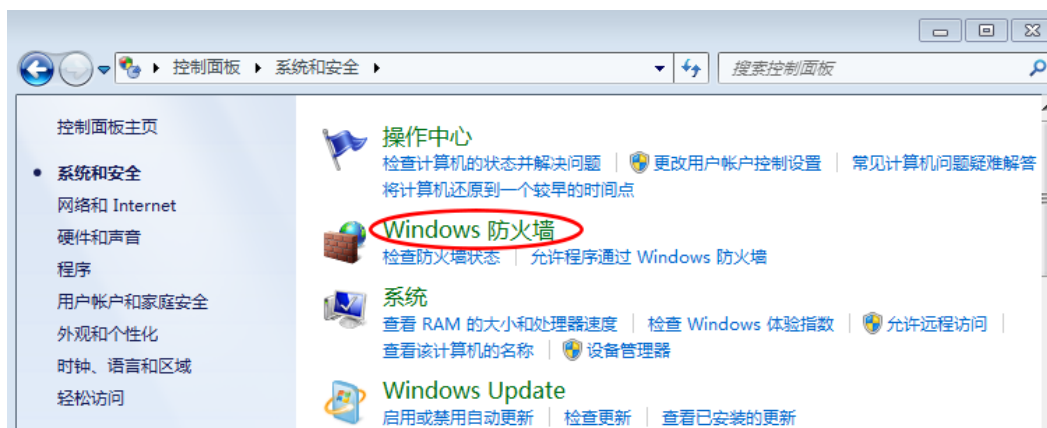 控制面板 系统和安全 搜索控制面板
控制面板主页
系统和安全
网络和 Internet
硬件和声音
程序
用户帐户和家庭安全
外观和个性化
时钟、语言和区域
轻松访问
操作中心
检查计算机的状态并解决问题 更改用户帐户控制设置 常见计算机问题疑难解答
将计算机还原到一个较早的时间点
Windows 防火墙
检查防火墙状态 允许程序通过 Windows 防火墙
系统
查看 RAM 的大小和处理器速度 检查 Windows 体验指数 允许远程访问
查看该计算机的名称 设备管理器
Windows Update
启用或禁用自动更新 检查更新 查看已安装的更新